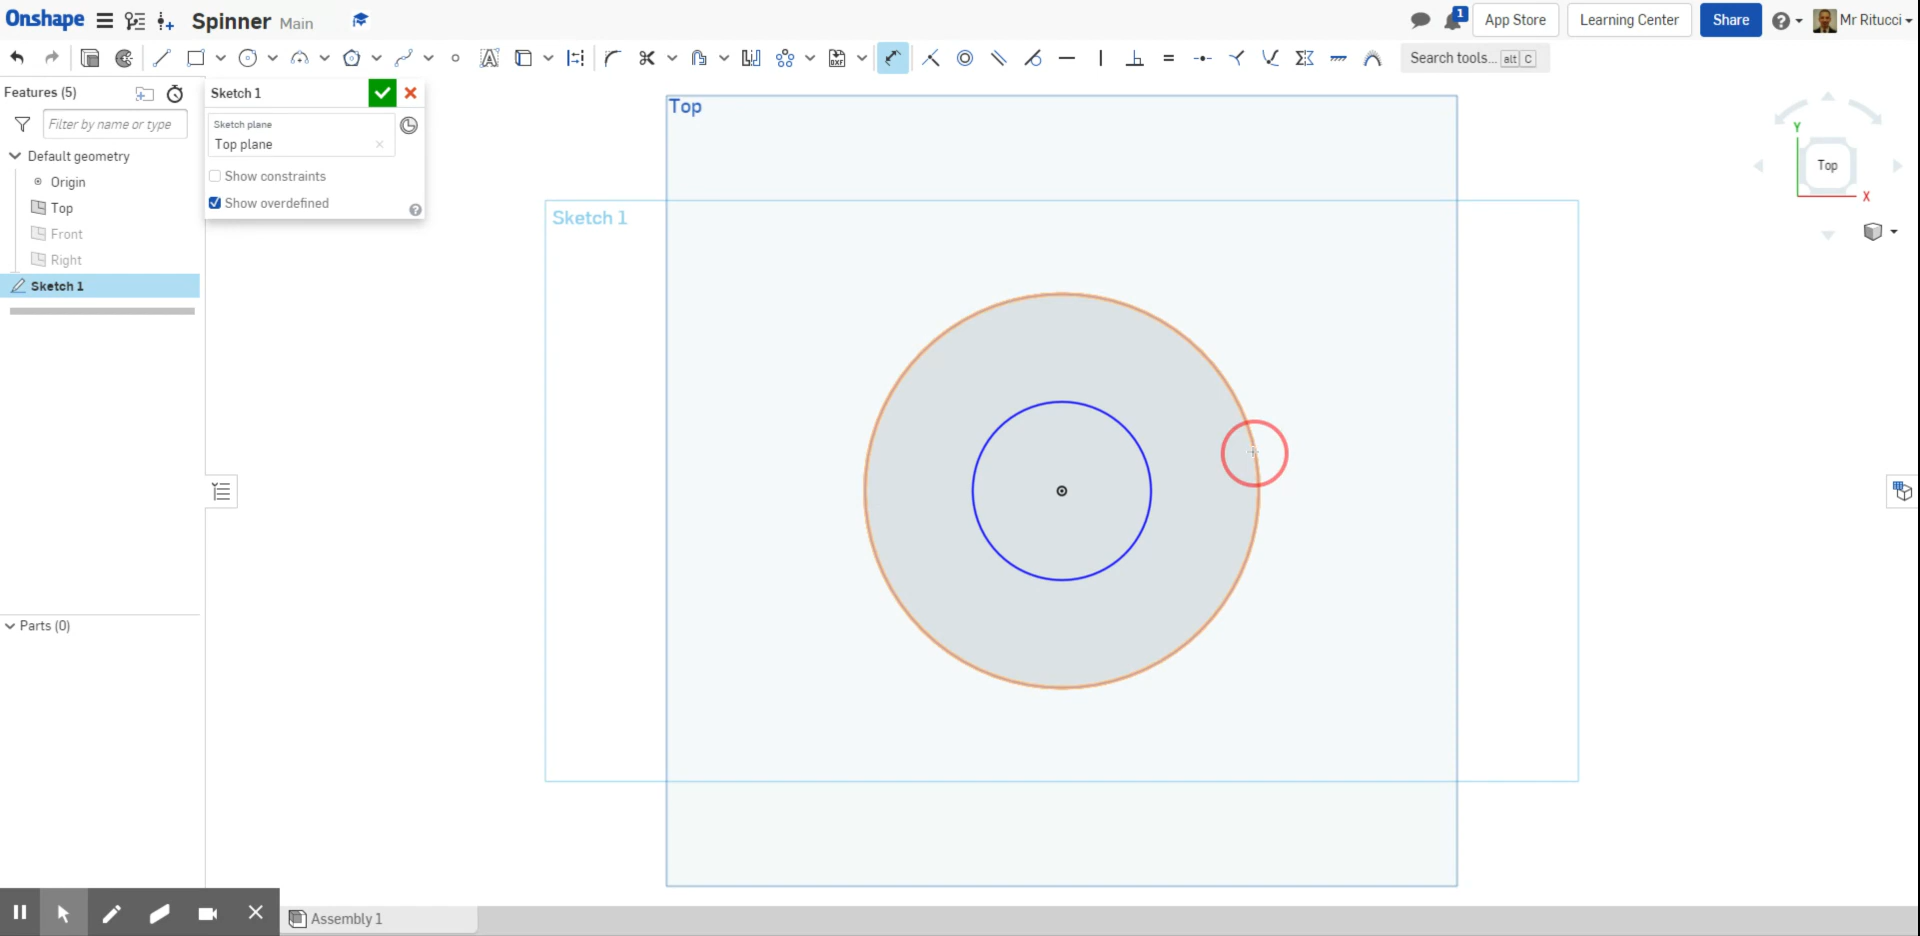 Onshape Spinner Main 1 App Store Learning Center Share ? Mr Ritucci
Search tools... alt C
Features (5)
Filter by name or type
Default geometry
Origin
Top
Front
Right
Sketch 1
Parts (0)
Sketch 1
Sketch plane
Top plane
Show constraints
Show overdefined
Top
Sketch 1
Y
Top
X
Assembly 1